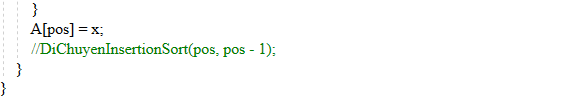 }
A[pos] = x;
//DiChuyenInsertionSort(pos, pos - 1);
}
}